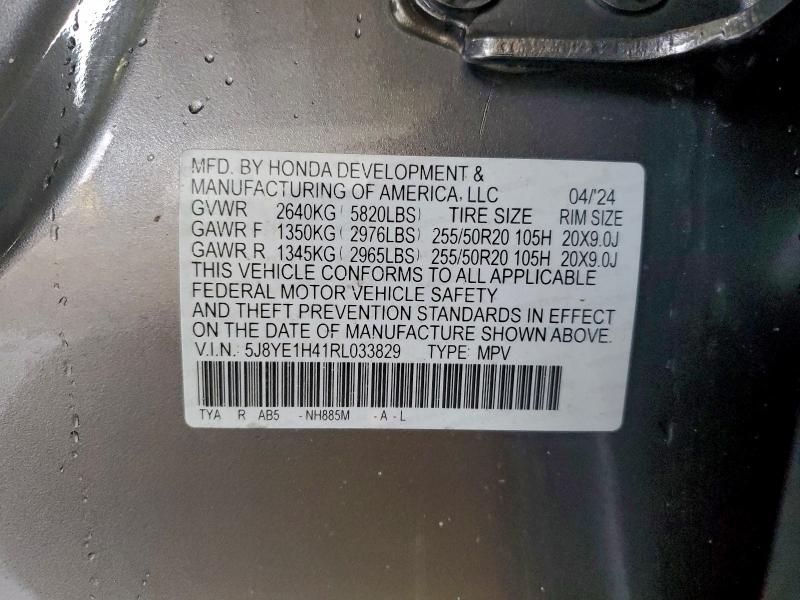 MFD. BY HONDA DEVELOPMENT &
MANUFACTURING OF AMERICA, LLC 04/'24
GVWR 2640KG ( 5820LBS) TIRE SIZE RIM SIZE
GAWR F 1350KG ( 2976LBS) 255/50R20 105H 20X9.0J
GAWR R 1345KG ( 2965LBS) 255/50R20 105H 20X9.0J
THIS VEHICLE CONFORMS TO ALL APPLICABLE
FEDERAL MOTOR VEHICLE SAFETY
AND THEFT PREVENTION STANDARDS IN EFFECT
ON THE DATE OF MANUFACTURE SHOWN ABOVE.
V.I.N.: 5J8YE1H41RL033829 TYPE: MPV
TYA R AB5 - NH885M - A - L